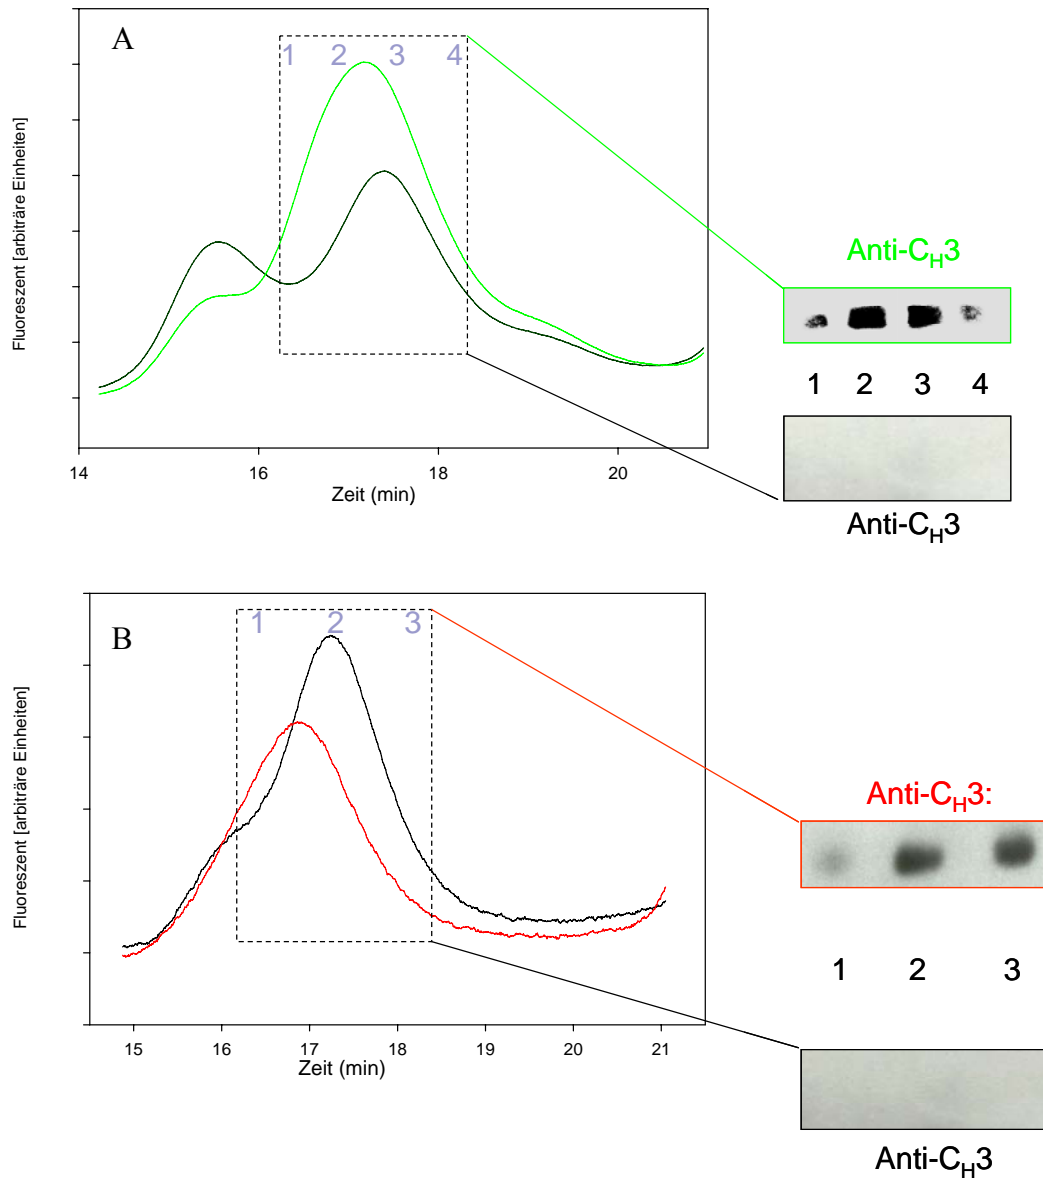 A
1 2 3 4
Fluoreszent [arbiträre Einheiten]
14 16 18 20
Zeit (min)
Anti-CH3
1 2 3 4
Anti-CH3
B
1 2 3
Fluoreszent [arbiträre Einheiten]
15 16 17 18 19 20 21
Zeit (min)
Anti-CH3:
1 2 3
Anti-CH3